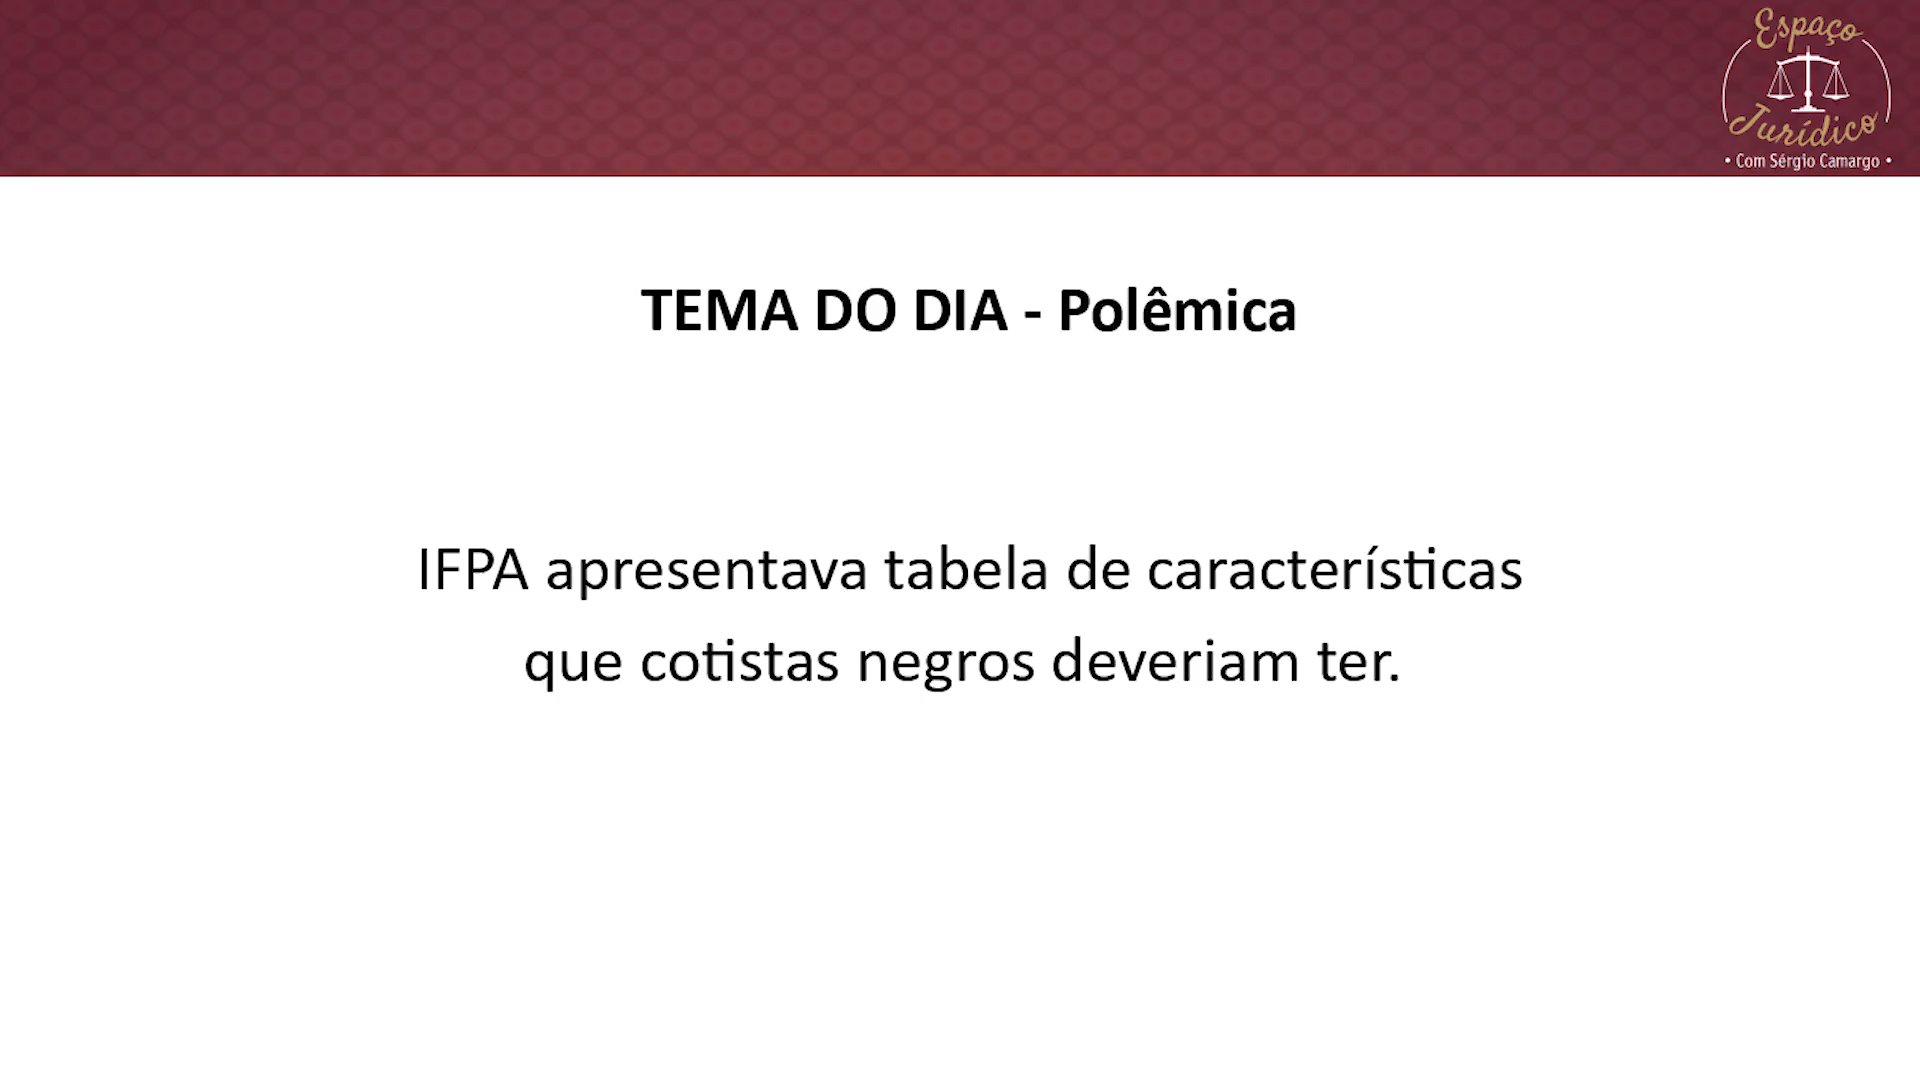 Espaço
Jurídico
• Com Sérgio Camargo •
TEMA DO DIA - Polêmica
IFPA apresentava tabela de características
que cotistas negros deveriam ter.